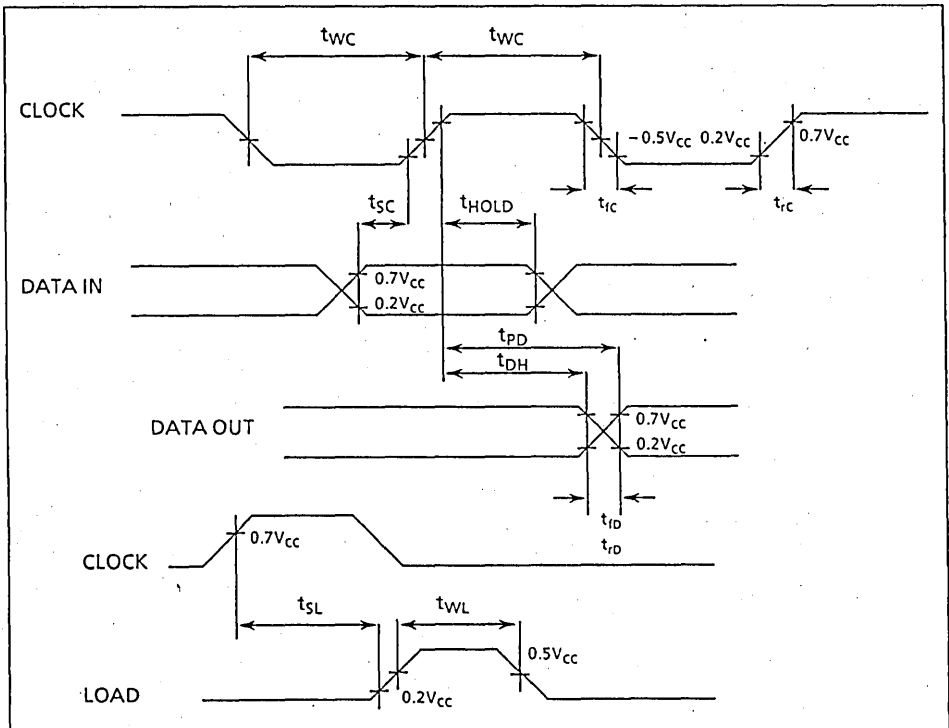 tWC tWC
CLOCK
-0.5VCC 0.2VCC 0.7VCC
tSC tHOLD tfC trC
DATA IN
0.7VCC
0.2VCC
tPD
tDH
DATA OUT
0.7VCC
0.2VCC
tfD
trD
0.7VCC
CLOCK
tSL tWL
0.5VCC
LOAD
0.2VCC